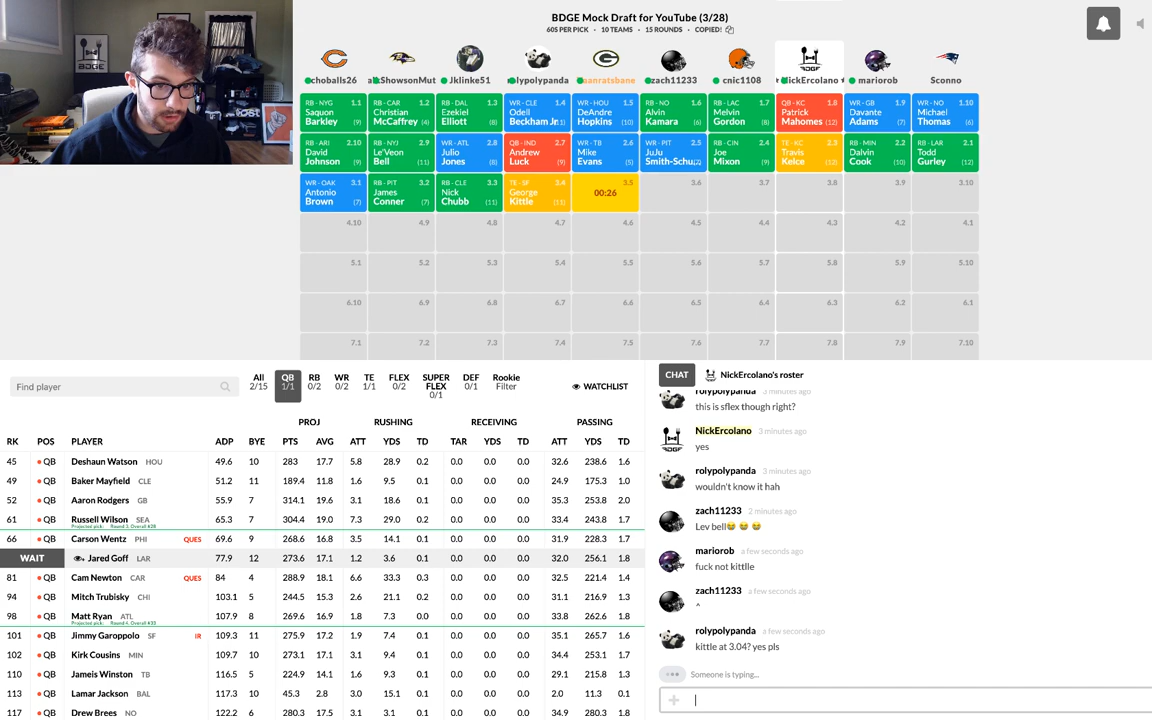 BDGE
BDGE Mock Draft for YouTube (3/28)
60S PER PICK · 10 TEAMS · 15 ROUNDS · COPIED!
choballs26 ShowsonMut Jklinke51 rolypolypanda zach11233 cnic1108 NickErcolano mariorob Sconno
RB - NYG 1.1 RB - CAR 1.2 RB - DAL 1.3 WR - CLE 1.4 WR - HOU 1.5 RB - NO 1.6 RB - LAC 1.7 QB - KC 1.8 WR - GB 1.9 WR - NO 1.10
Saquon Christian Ezekiel Odell DeAndre Alvin Melvin Patrick Davante Michael
Barkley (9) McCaffrey (4) Elliott (8) Beckham Jr Hopkins (10) Kamara (6) Gordon (8) Mahomes (12) Adams (7) Thomas (6)
RB - ARI 2.10 RB - NYJ 2.9 WR - ATL 2.8 QB - IND 2.7 WR - TB 2.6 WR - PIT 2.5 RB - CIN 2.4 TE - KC 2.3 RB - MIN 2.2 RB - LAR 2.1
David Le'Veon Julio Andrew Mike JuJu Joe Travis Dalvin Todd
Johnson (9) Bell (11) Jones (8) Luck (9) Evans (5) Smith-Schu Mixon (9) Kelce (12) Cook (10) Gurley (12)
WR - OAK 3.1 RB - PIT 3.2 RB - CLE 3.3 TE - SF 3.4 3.5 3.6 3.7 3.8 3.9 3.10
Antonio James Nick George 00:26
Brown (7) Conner (7) Chubb (11) Kittle (11)
4.10 4.9 4.8 4.7 4.6 4.5 4.4 4.3 4.2 4.1
5.1 5.2 5.3 5.4 5.5 5.6 5.7 5.8 5.9 5.10
6.10 6.9 6.8 6.7 6.6 6.5 6.4 6.3 6.2 6.1
7.1 7.2 7.3 7.4 7.5 7.6 7.7 7.8 7.9 7.10
Find player
All QB RB WR TE FLEX SUPER FLEX DEF Rookie
2/15 1/1 0/2 0/2 1/1 0/2 0/1 0/1 Filter
WATCHLIST
PROJ RUSHING RECEIVING PASSING
RK POS PLAYER ADP BYE PTS AVG ATT YDS TD TAR YDS TD ATT YDS TD
45 QB Deshaun Watson HOU 49.6 10 283 17.7 5.8 28.9 0.2 0.0 0.0 0.0 32.6 238.6 1.6
49 QB Baker Mayfield CLE 51.2 11 189.4 11.8 1.6 9.5 0.1 0.0 0.0 0.0 24.9 175.3 1.0
52 QB Aaron Rodgers GB 55.9 7 314.1 19.6 3.1 18.6 0.1 0.0 0.0 0.0 35.3 253.8 2.0
61 QB Russell Wilson SEA 65.3 7 304.4 19.0 7.3 29.0 0.2 0.0 0.0 0.0 33.4 243.8 1.7
Projected pick: Round 3, Overall #28
66 QB Carson Wentz PHI QUES 69.6 9 268.6 16.8 3.5 14.1 0.1 0.0 0.0 0.0 31.9 228.3 1.7
WAIT Jared Goff LAR 77.9 12 273.6 17.1 1.2 3.6 0.1 0.0 0.0 0.0 32.0 256.1 1.8
81 QB Cam Newton CAR QUES 84 4 288.9 18.1 6.6 33.3 0.3 0.0 0.0 0.0 32.5 221.4 1.4
94 QB Mitch Trubisky CHI 103.1 5 244.5 15.3 2.6 21.1 0.2 0.0 0.0 0.0 31.1 216.9 1.3
98 QB Matt Ryan ATL 107.9 8 269.6 16.9 1.8 7.3 0.0 0.0 0.0 0.0 33.8 262.6 1.8
Projected pick: Round 4, Overall #33
101 QB Jimmy Garoppolo SF IR 109.3 11 275.9 17.2 1.9 7.4 0.1 0.0 0.0 0.0 35.1 265.7 1.6
102 QB Kirk Cousins MIN 109.7 10 273.1 17.1 3.1 9.4 0.1 0.0 0.0 0.0 34.4 253.1 1.7
110 QB Jameis Winston TB 116.5 5 224.9 14.1 1.6 9.3 0.1 0.0 0.0 0.0 29.1 215.8 1.3
113 QB Lamar Jackson BAL 117.3 10 45.3 2.8 3.0 15.1 0.1 0.0 0.0 0.0 2.0 11.3 0.1
117 QB Drew Brees NO 122.2 6 280.3 17.5 3.1 3.1 0.1 0.0 0.0 0.0 34.9 280.3 1.8
CHAT NickErcolano's roster
rolypolypanda 3 minutes ago
this is sflex though right?
NickErcolano 3 minutes ago
yes
rolypolypanda 3 minutes ago
wouldn't know it hah
zach11233 2 minutes ago
Lev bell😂 😂 😂
mariorob a few seconds ago
fuck not kittlie
zach11233 a few seconds ago
^
rolypolypanda a few seconds ago
kittle at 3.04? yes pls
Someone is typing...